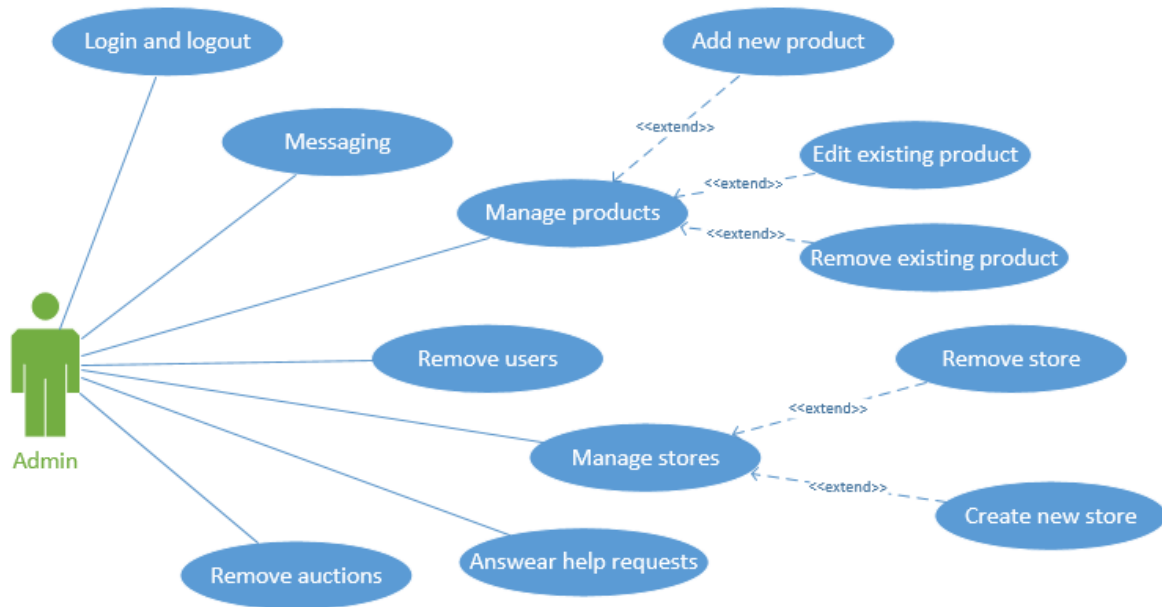 Login and logout
Add new product
<<extend>>
Messaging
Edit existing product
<<extend>>
Manage products
<<extend>>
Remove existing product
Remove users
Remove store
<<extend>>
Manage stores
Admin
<<extend>>
Create new store
Answear help requests
Remove auctions